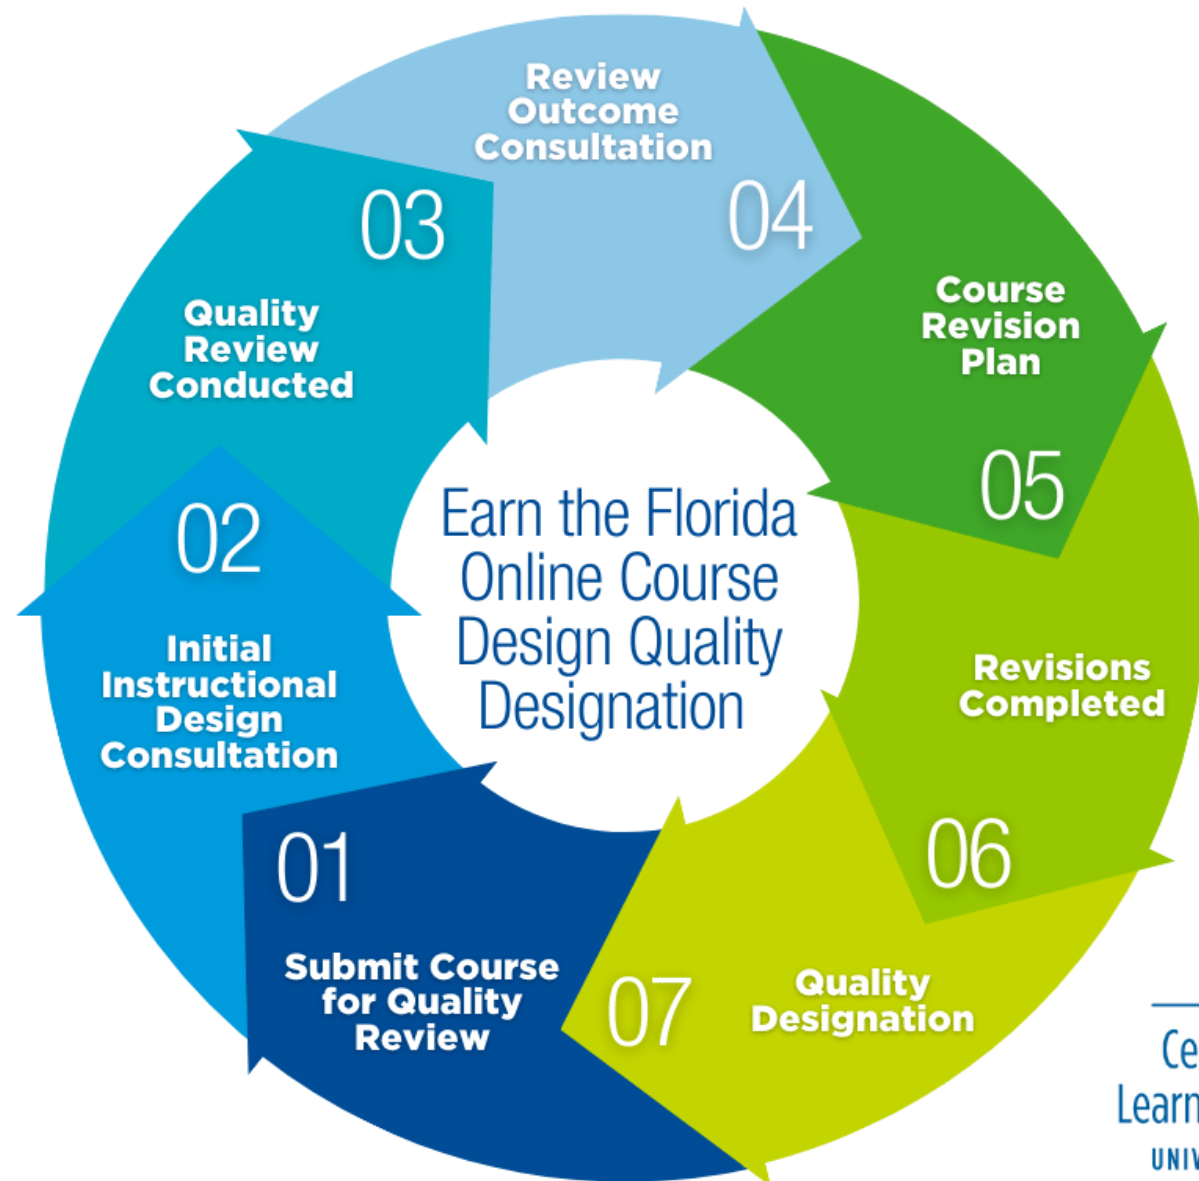 Review
Outcome
Consultation
04
03
Quality
Review
Conducted
Course
Revision
Plan
05
02
Initial
Instructional
Design
Consultation
Earn the Florida
Online Course
Design Quality
Designation
Revisions
Completed
06
01
Submit Course
for Quality
Review
07
Quality
Designation